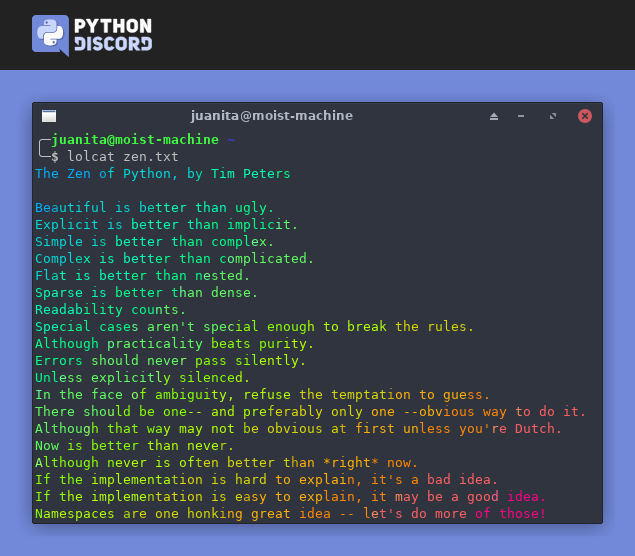 PYTHON
DISCORD
juanita@moist-machine
juanita@moist-machine ~
$ lolcat zen.txt
The Zen of Python, by Tim Peters
Beautiful is better than ugly.
Explicit is better than implicit.
Simple is better than complex.
Complex is better than complicated.
Flat is better than nested.
Sparse is better than dense.
Readability counts.
Special cases aren't special enough to break the rules.
Although practicality beats purity.
Errors should never pass silently.
Unless explicitly silenced.
In the face of ambiguity, refuse the temptation to guess.
There should be one-- and preferably only one --obvious way to do it.
Although that way may not be obvious at first unless you're Dutch.
Now is better than never.
Although never is often better than *right* now.
If the implementation is hard to explain, it's a bad idea.
If the implementation is easy to explain, it may be a good idea.
Namespaces are one honking great idea -- let's do more of those!